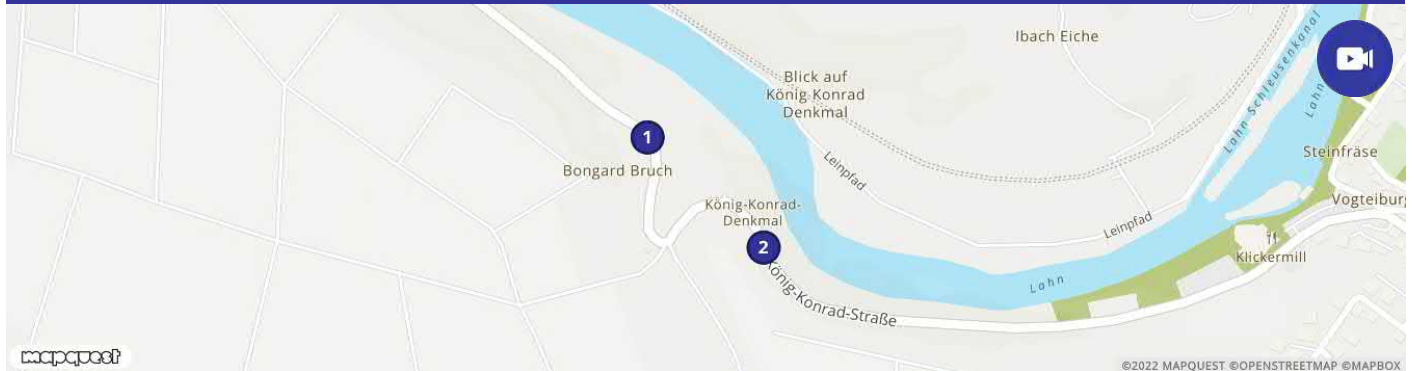 Ibach Eiche
Blick auf
König Konrad
Denkmal
Lahn Schleusenkanal
Lahn
Steinfräse
1
Bongard Bruch
Leinpfad
König-Konrad-
Denkmal
Vogteiburg
Leinpfad
2
Klickermill
König-Konrad-Straße
Lahn
mapquest
©2022 MAPQUEST ©OPENSTREETMAP ©MAPBOX